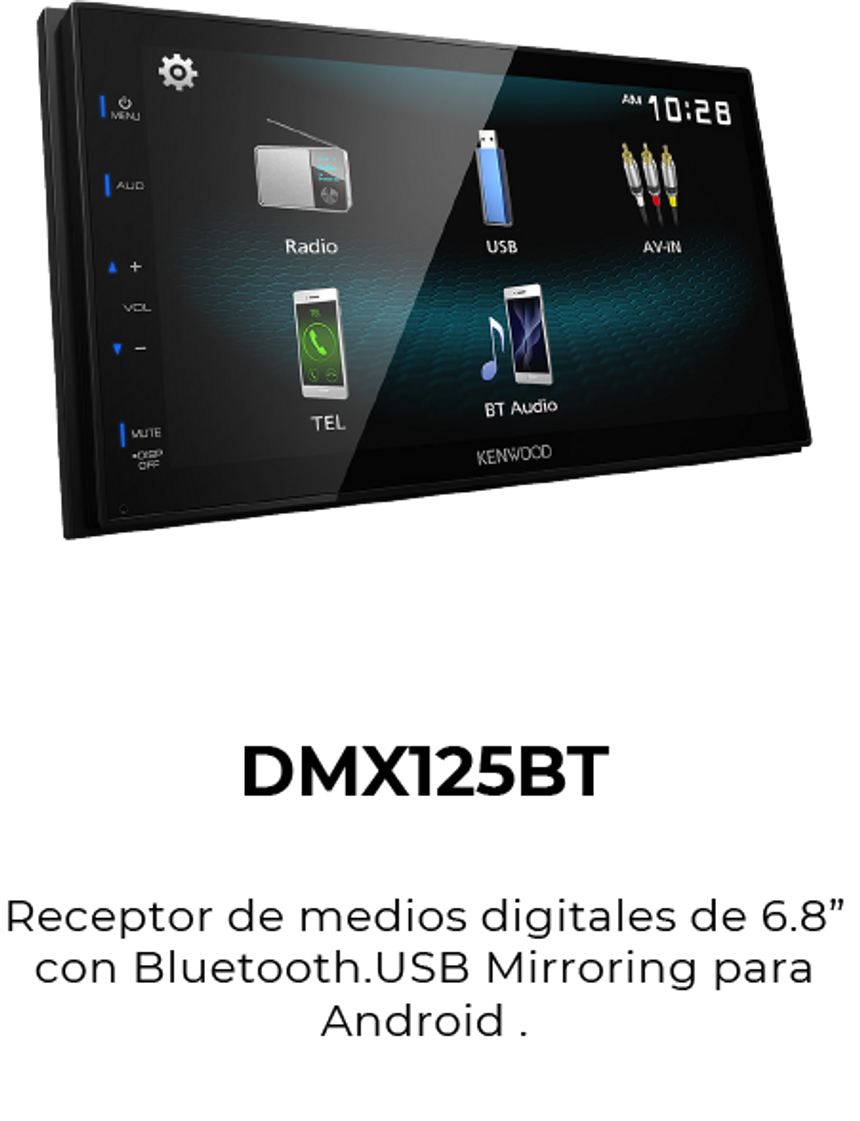 AM 10:28
MENU
AUD
Radio
USB
AV-IN
+
VOL
−
TEL
BT Audio
MUTE
•DISP
OFF
KENWOOD
DMX125BT
Receptor de medios digitales de 6.8”
con Bluetooth.USB Mirroring para
Android .